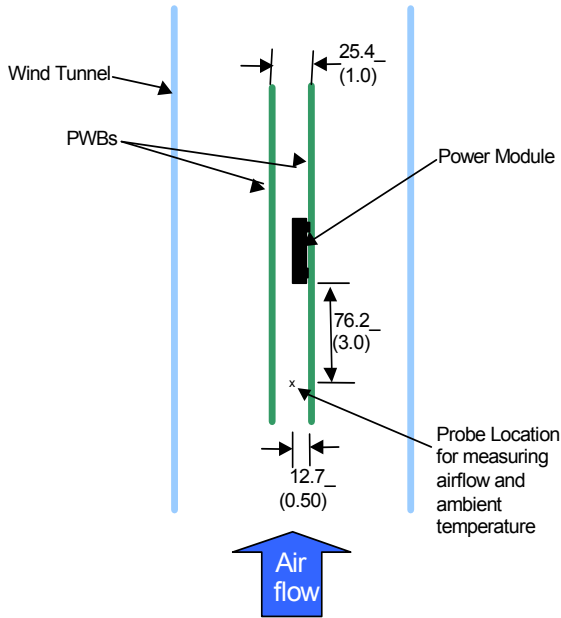 25.4_
(1.0)
Wind Tunnel
PWBs
Power Module
76.2_
(3.0)
x
Probe Location
for measuring
airflow and
ambient
temperature
12.7_
(0.50)
Air
flow